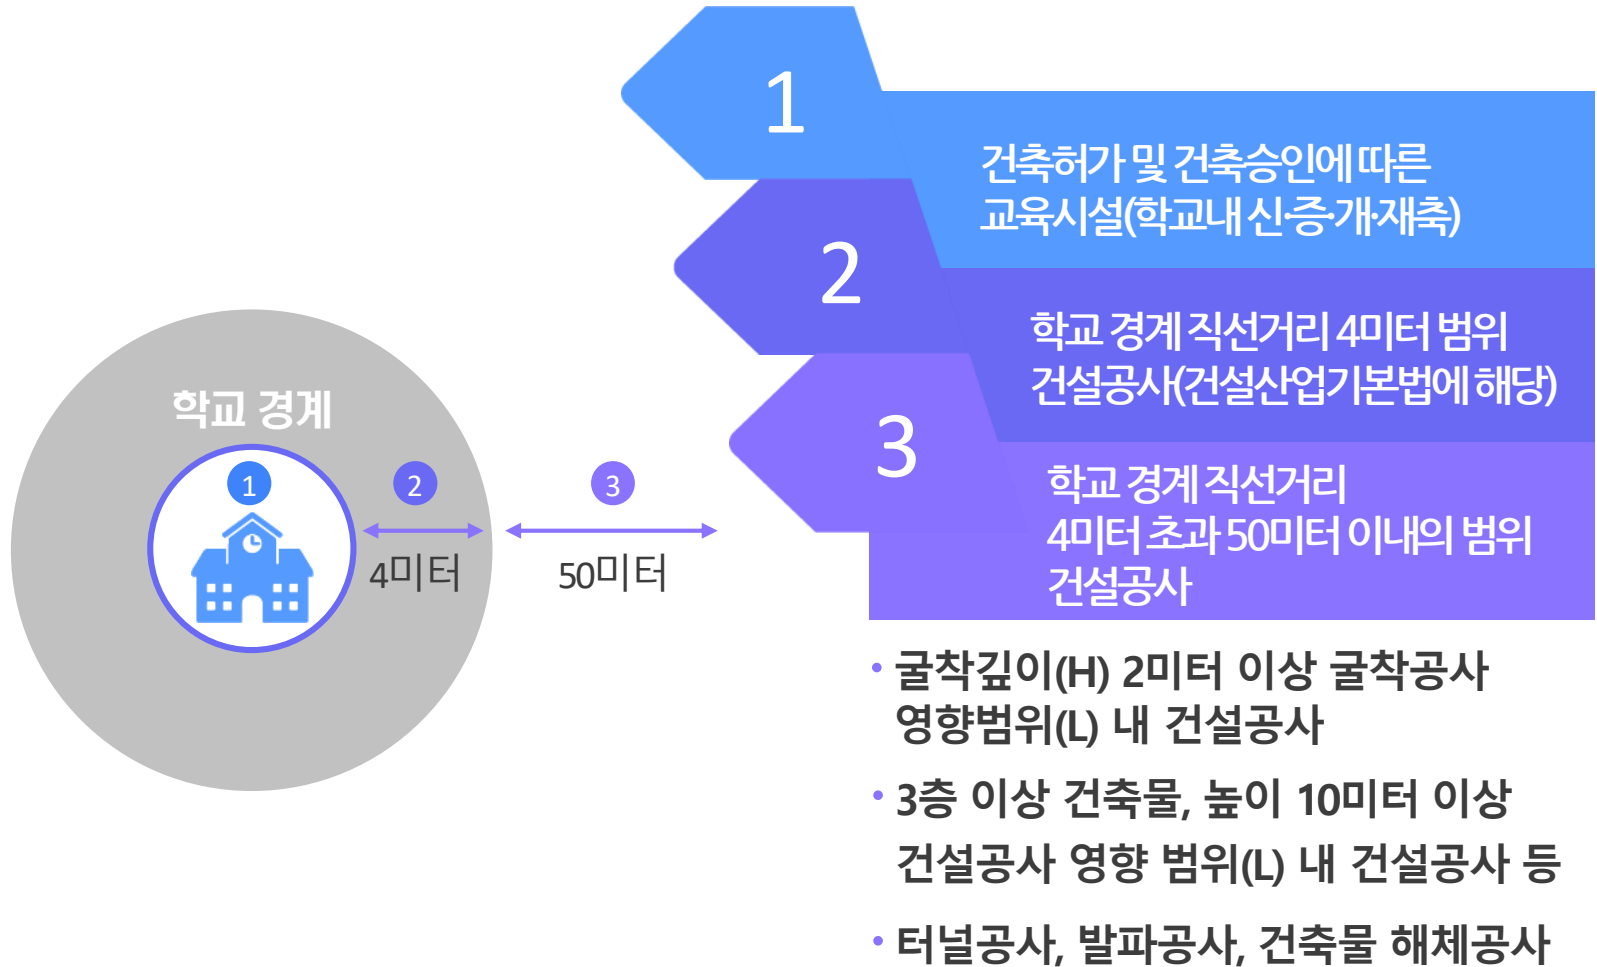 학교 경계
1
2
3
4미터
50미터
1
건축허가 및 건축승인에 따른
교육시설(학교내 신·증·개·재축)
2
학교 경계 직선거리 4미터 범위
건설공사(건설산업기본법에 해당)
3
학교 경계 직선거리
4미터 초과 50미터 이내의 범위
건설공사
• 굴착깊이(H) 2미터 이상 굴착공사
영향범위(L) 내 건설공사
• 3층 이상 건축물, 높이 10미터 이상
건설공사 영향 범위(L) 내 건설공사 등
• 터널공사, 발파공사, 건축물 해체공사